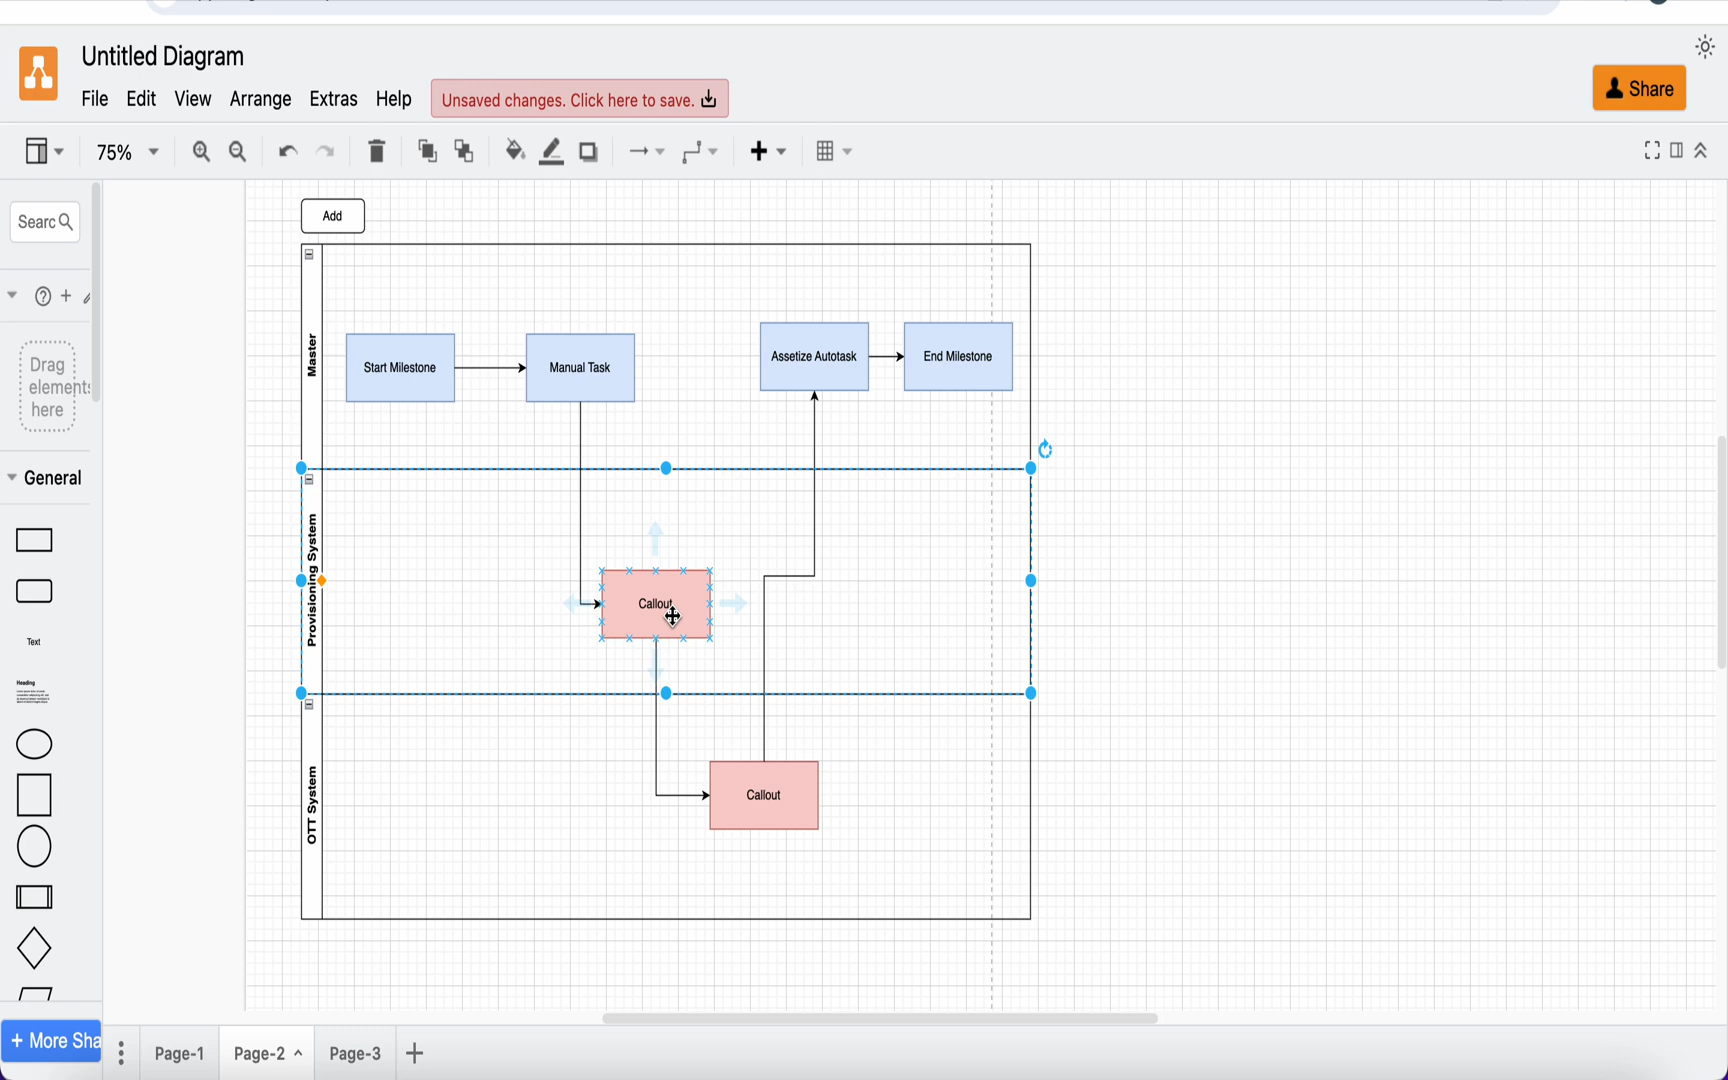 Untitled Diagram
File Edit View Arrange Extras Help
Unsaved changes. Click here to save.
Share
75%
Searc
Drag
elements
here
General
Text
Heading
+ More Sha
Add
Master
Start Milestone
Manual Task
Assetize Autotask
End Milestone
Provisioning System
Callout
OTT System
Callout
Page-1
Page-2
Page-3